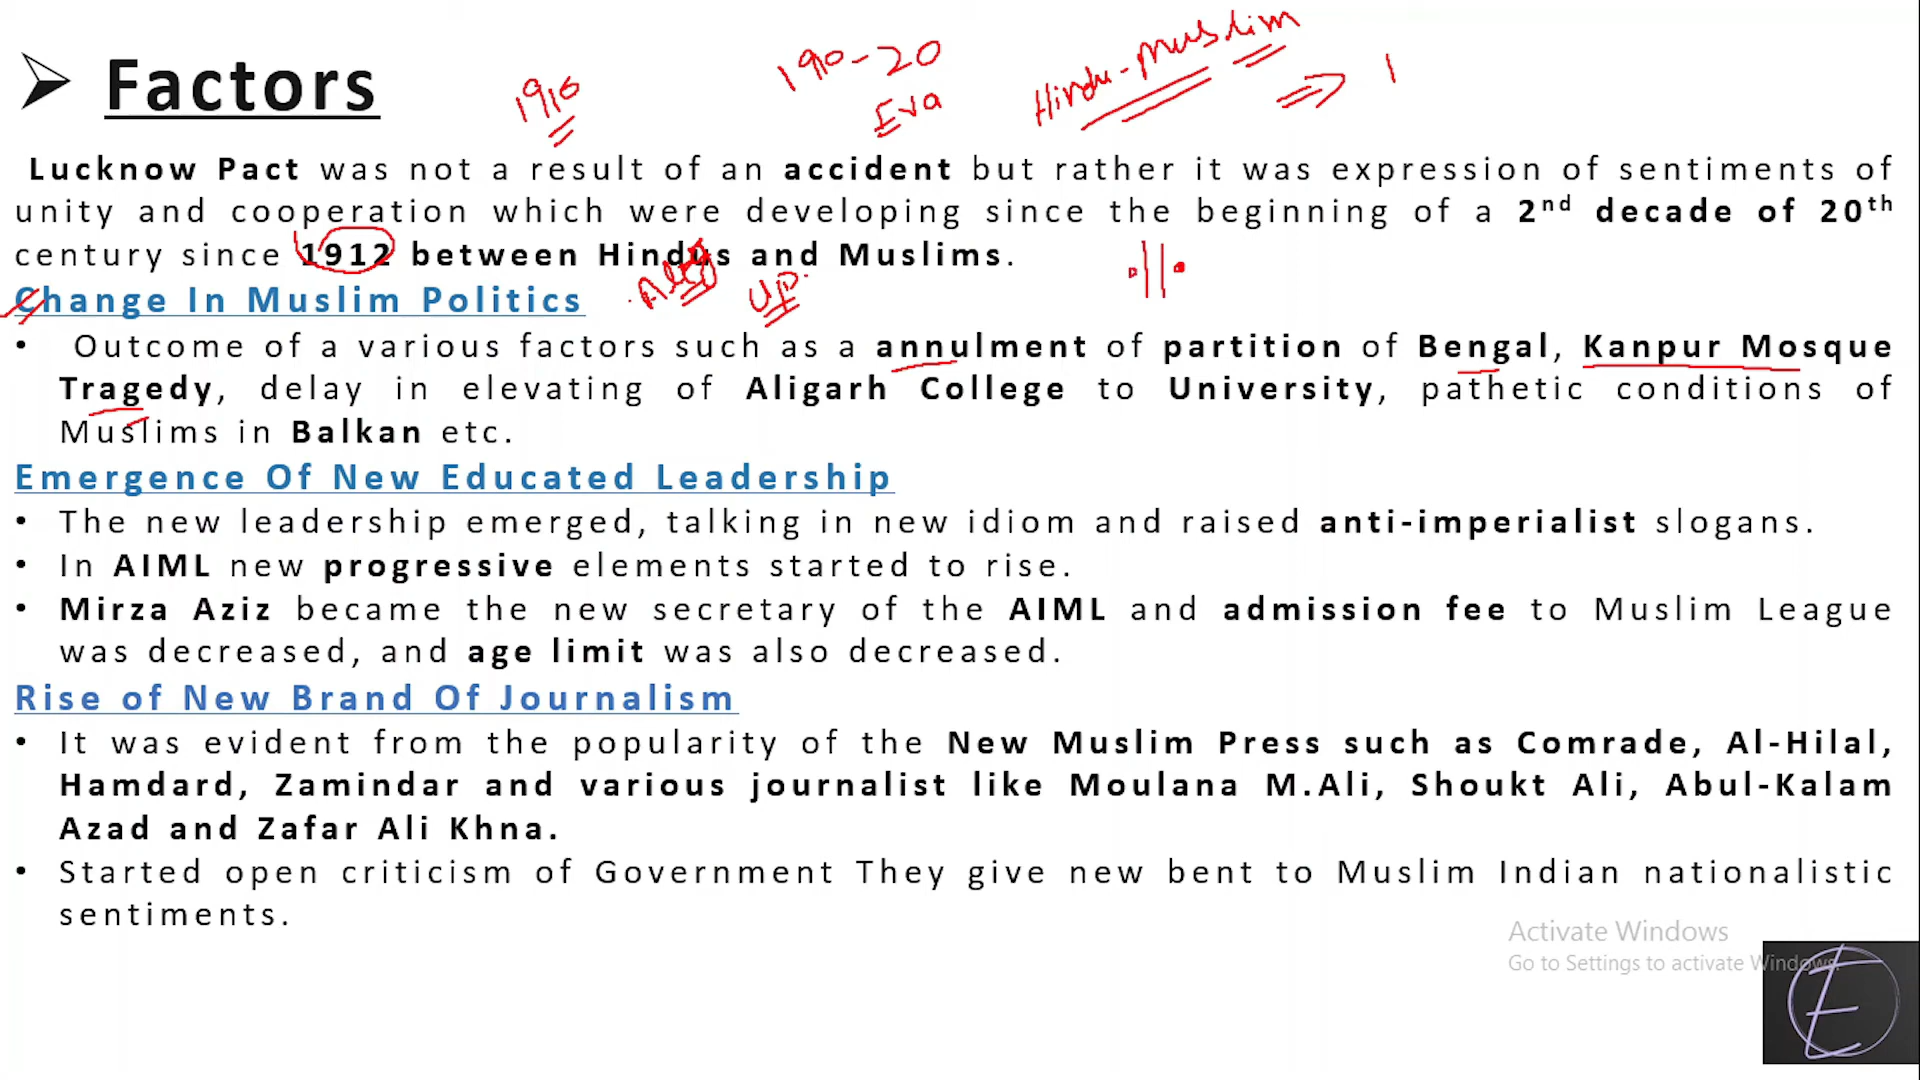 Factors
1916
190-20
Eva
Hindu-muslim
Lucknow Pact was not a result of an accident but rather it was expression of sentiments of
unity and cooperation which were developing since the beginning of a 2nd decade of 20th
century since 1912 between Hindus and Muslims.
UP
Change In Muslim Politics
• Outcome of a various factors such as a annulment of partition of Bengal, Kanpur Mosque
Tragedy, delay in elevating of Aligarh College to University, pathetic conditions of
Muslims in Balkan etc.
Emergence Of New Educated Leadership
• The new leadership emerged, talking in new idiom and raised anti-imperialist slogans.
• In AIML new progressive elements started to rise.
• Mirza Aziz became the new secretary of the AIML and admission fee to Muslim League
was decreased, and age limit was also decreased.
Rise of New Brand Of Journalism
• It was evident from the popularity of the New Muslim Press such as Comrade, Al-Hilal,
Hamdard, Zamindar and various journalist like Moulana M.Ali, Shoukt Ali, Abul-Kalam
Azad and Zafar Ali Khna.
• Started open criticism of Government They give new bent to Muslim Indian nationalistic
sentiments.
Activate Windows
Go to Settings to activate Windows.